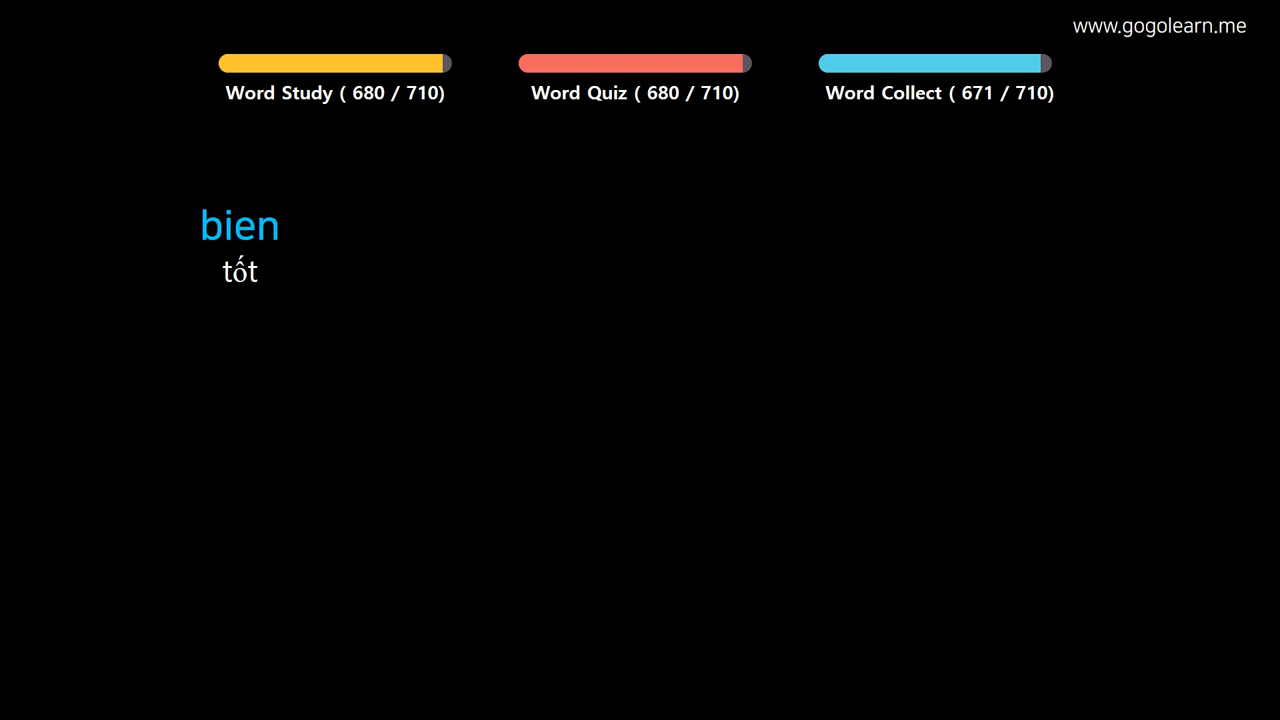 www.gogolearn.me
Word Study ( 680 / 710)
Word Quiz ( 680 / 710)
Word Collect ( 671 / 710)
bien
tốt